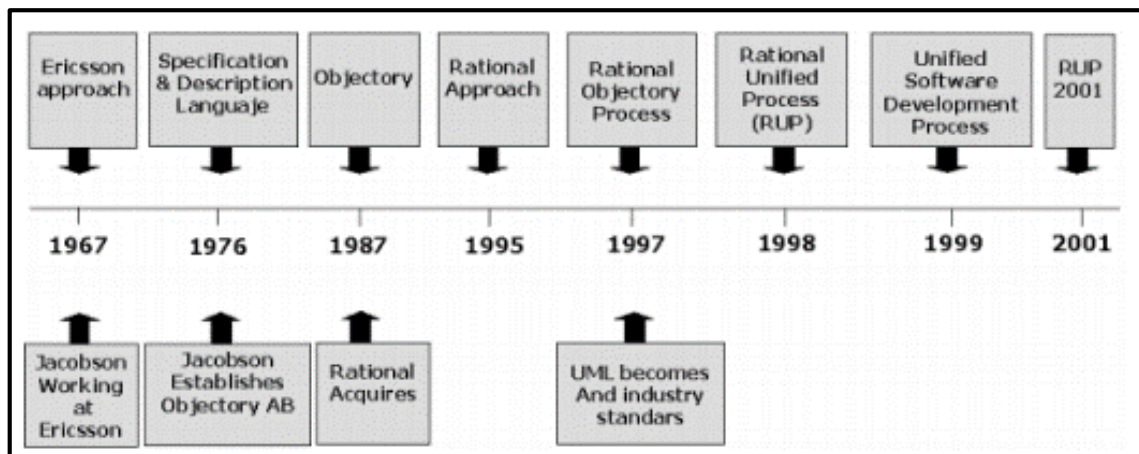 Ericsson
approach
Specification
& Description
Languaje
Objectory
Rational
Approach
Rational
Objectory
Process
Rational
Unified
Process
(RUP)
Unified
Software
Development
Process
RUP
2001
1967
1976
1987
1995
1997
1998
1999
2001
Jacobson
Working
at
Ericsson
Jacobson
Establishes
Objectory AB
Rational
Acquires
UML becomes
And industry
standars